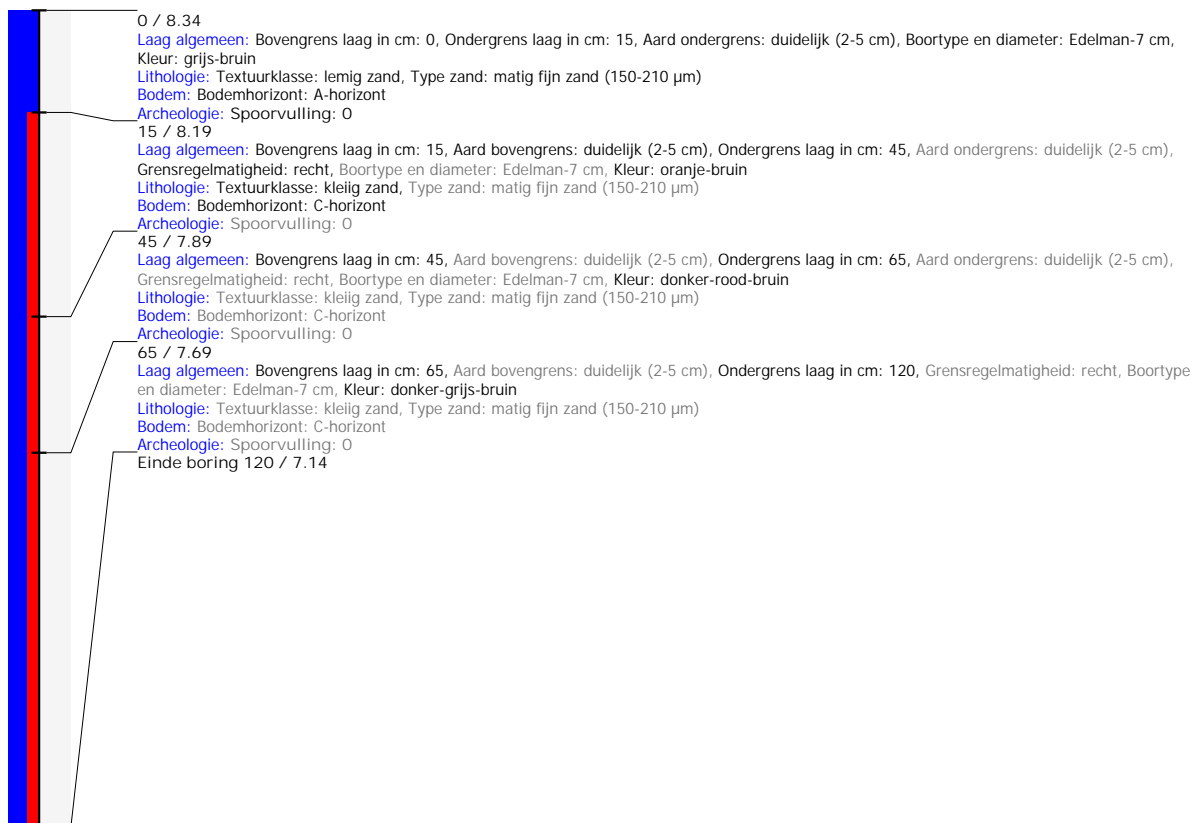 0 / 8.34
Laag algemeen: Bovengrens laag in cm: 0, Ondergrens laag in cm: 15, Aard ondergrens: duidelijk (2-5 cm), Boortype en diameter: Edelman-7 cm,
Kleur: grijs-bruin
Lithologie: Textuurklasse: lemig zand, Type zand: matig fijn zand (150-210 µm)
Bodem: Bodemhorizont: A-horizont
Archeologie: Spoorvulling: 0
15 / 8.19
Laag algemeen: Bovengrens laag in cm: 15, Aard bovengrens: duidelijk (2-5 cm), Ondergrens laag in cm: 45, Aard ondergrens: duidelijk (2-5 cm),
Grensregelmatigheid: recht, Boortype en diameter: Edelman-7 cm, Kleur: oranje-bruin
Lithologie: Textuurklasse: kleiig zand, Type zand: matig fijn zand (150-210 µm)
Bodem: Bodemhorizont: C-horizont
Archeologie: Spoorvulling: 0
45 / 7.89
Laag algemeen: Bovengrens laag in cm: 45, Aard bovengrens: duidelijk (2-5 cm), Ondergrens laag in cm: 65, Aard ondergrens: duidelijk (2-5 cm),
Grensregelmatigheid: recht, Boortype en diameter: Edelman-7 cm, Kleur: donker-rood-bruin
Lithologie: Textuurklasse: kleiig zand, Type zand: matig fijn zand (150-210 µm)
Bodem: Bodemhorizont: C-horizont
Archeologie: Spoorvulling: 0
65 / 7.69
Laag algemeen: Bovengrens laag in cm: 65, Aard bovengrens: duidelijk (2-5 cm), Ondergrens laag in cm: 120, Grensregelmatigheid: recht, Boortype
en diameter: Edelman-7 cm, Kleur: donker-grijs-bruin
Lithologie: Textuurklasse: kleiig zand, Type zand: matig fijn zand (150-210 µm)
Bodem: Bodemhorizont: C-horizont
Archeologie: Spoorvulling: 0
Einde boring 120 / 7.14